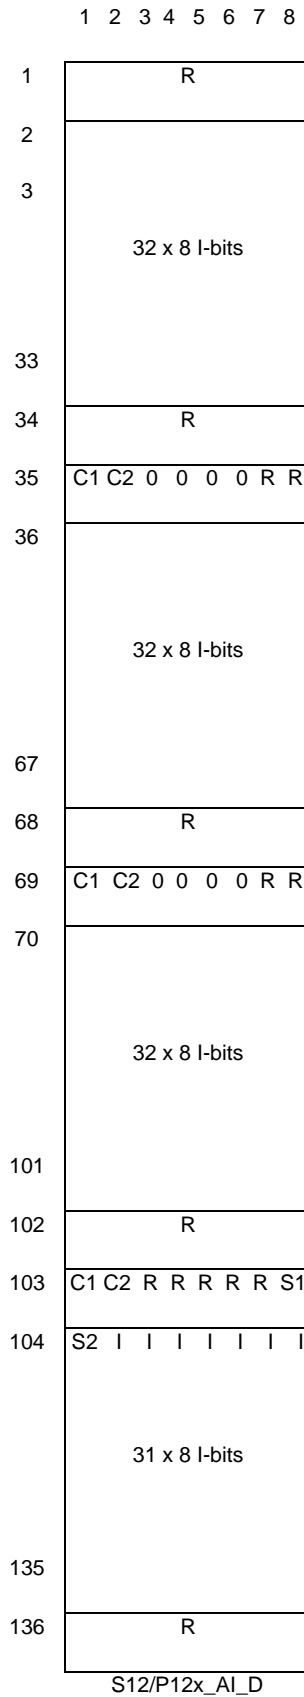 1 2 3 4 5 6 7 8
1 R
2
3
32 x 8 I-bits
33
34 R
35 C1 C2 0 0 0 0 R R
36
32 x 8 I-bits
67
68 R
69 C1 C2 0 0 0 0 R R
70
32 x 8 I-bits
101
102 R
103 C1 C2 R R R R R S1
104 S2 I I I I I I I
31 x 8 I-bits
135
136 R
S12/P12x_AI_D